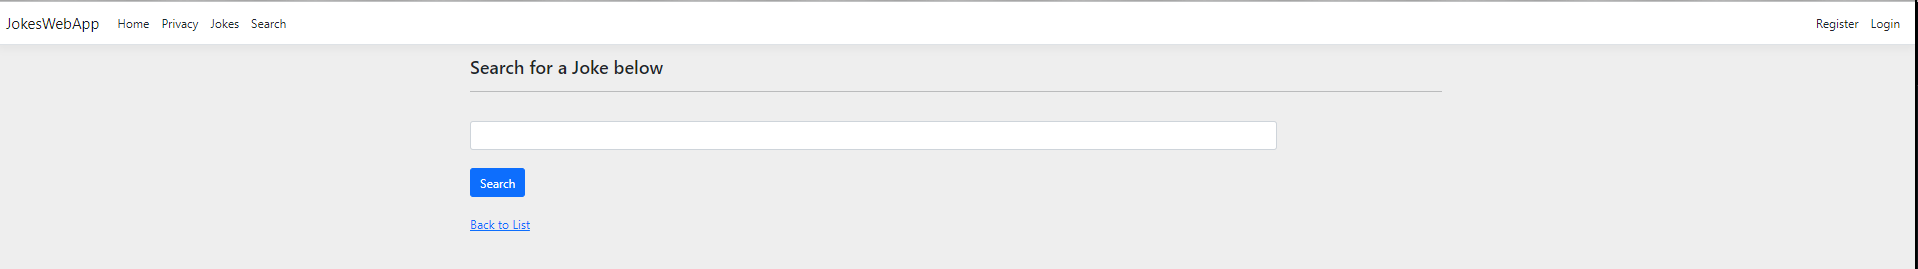 JokesWebApp Home Privacy Jokes Search Register Login
Search for a Joke below
Search
Back to List